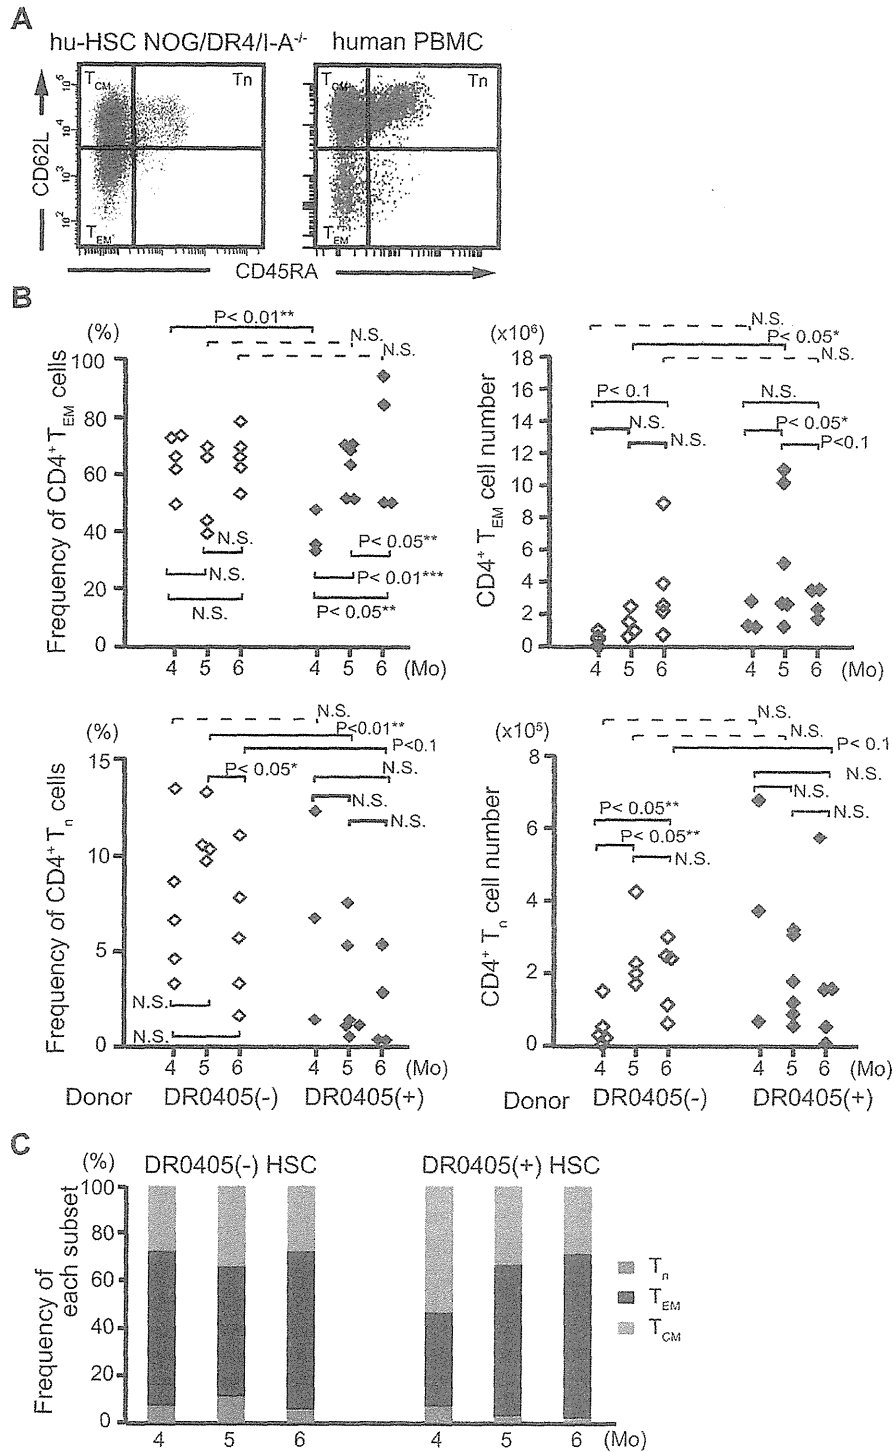 A
hu-HSC NOG/DR4/I-A-/- human PBMC
TCM Tn TCM Tn
CD62L
10⁵
10⁴
10³
10²
TEM TEM
CD45RA
B
(%)
Frequency of CD4⁺ TEM cells
100
80
60
40
20
0
P< 0.01**
N.S.
N.S.
N.S.
N.S.
N.S.
P< 0.05**
P< 0.01***
P< 0.05**
4 5 6 4 5 6 (Mo)
(x10⁶)
CD4⁺ TEM cell number
18
16
14
12
10
8
6
4
2
0
N.S.
P< 0.05*
N.S.
P< 0.1
N.S.
N.S.
N.S.
P< 0.05*
P<0.1
4 5 6 4 5 6 (Mo)
(%)
Frequency of CD4⁺ Tn cells
15
10
5
0
N.S.
P<0.01**
P<0.1
P< 0.05*
N.S.
N.S.
N.S.
N.S.
N.S.
4 5 6 4 5 6 (Mo)
Donor DR0405(-) DR0405(+)
(x10⁵)
CD4⁺ Tn cell number
8
6
4
2
0
N.S.
N.S.
P< 0.1
N.S.
N.S.
N.S.
P< 0.05**
P< 0.05**
N.S.
4 5 6 4 5 6 (Mo)
Donor DR0405(-) DR0405(+)
C
(%) DR0405(-) HSC DR0405(+) HSC
Frequency of
each subset
100
80
60
40
20
0
4 5 6 4 5 6 (Mo)
Tn
TEM
TCM